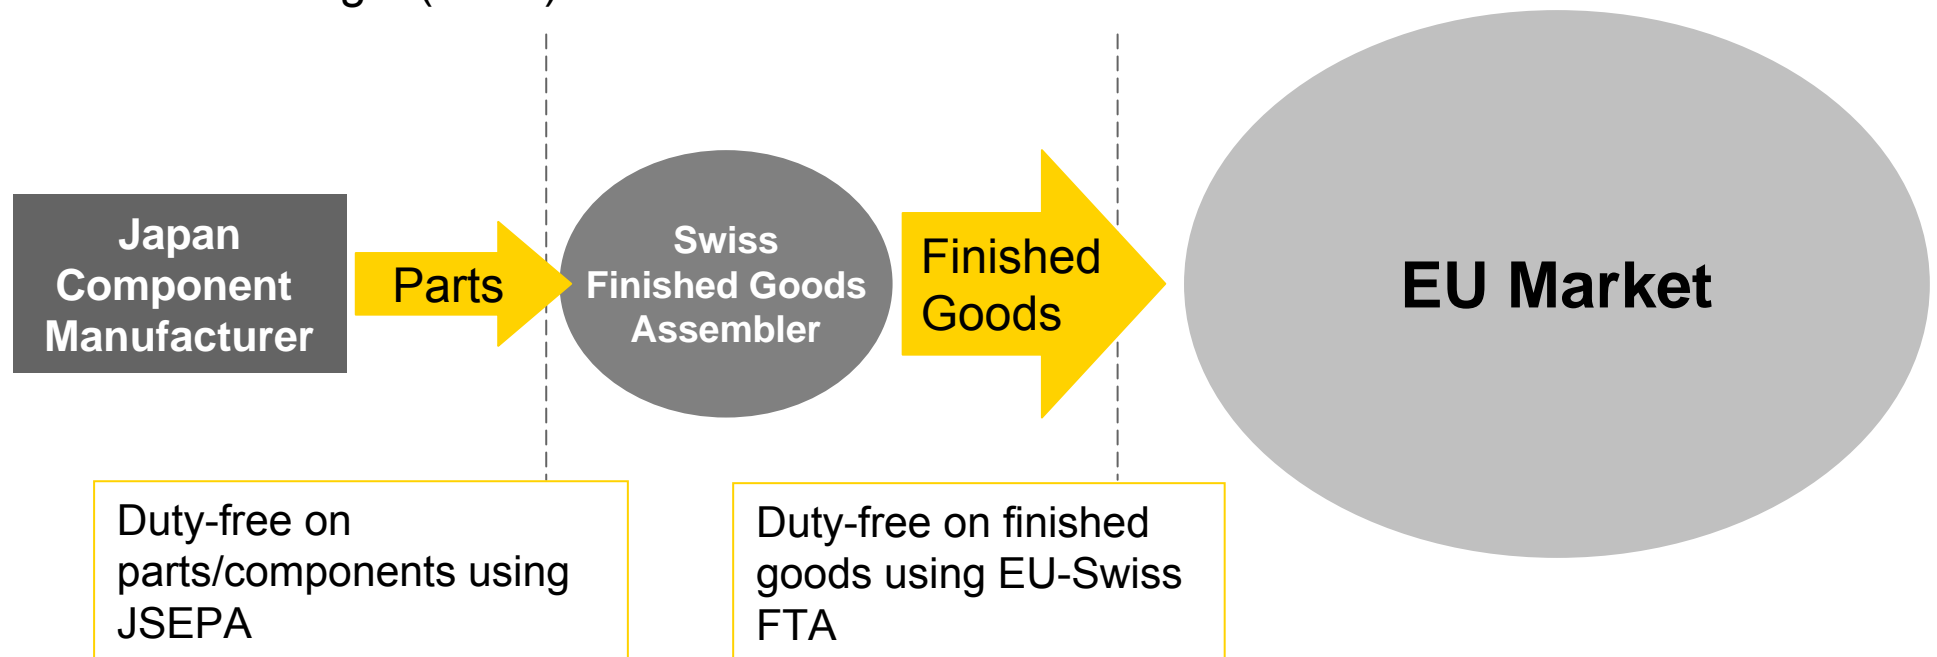 Japan
Component
Manufacturer
Parts
Swiss
Finished Goods
Assembler
Finished
Goods
EU Market
Duty-free on
parts/components using
JSEPA
Duty-free on finished
goods using EU-Swiss
FTA